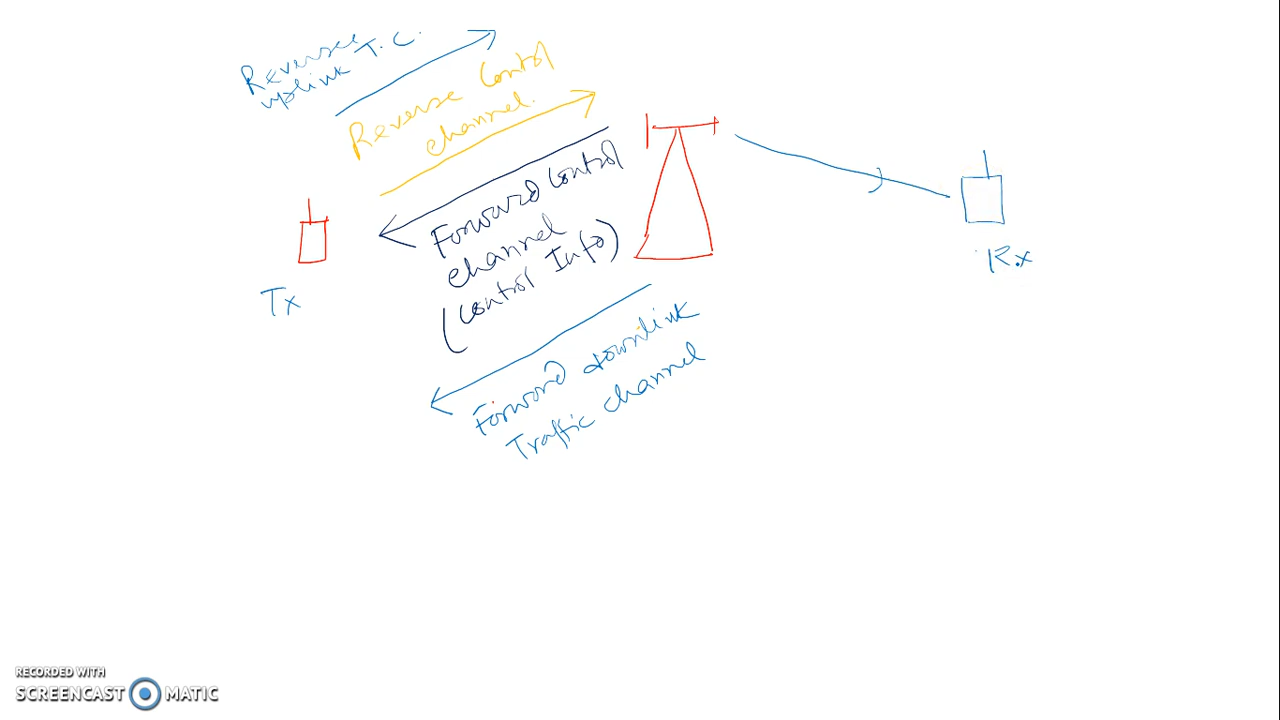 Reverse
uplink T.C.
Reverse Control
channel.
Forward Control
channel
(Control Info)
Tx
Rx
Forward downlink
Traffic channel
RECORDED WITH
SCREENCAST MATIC